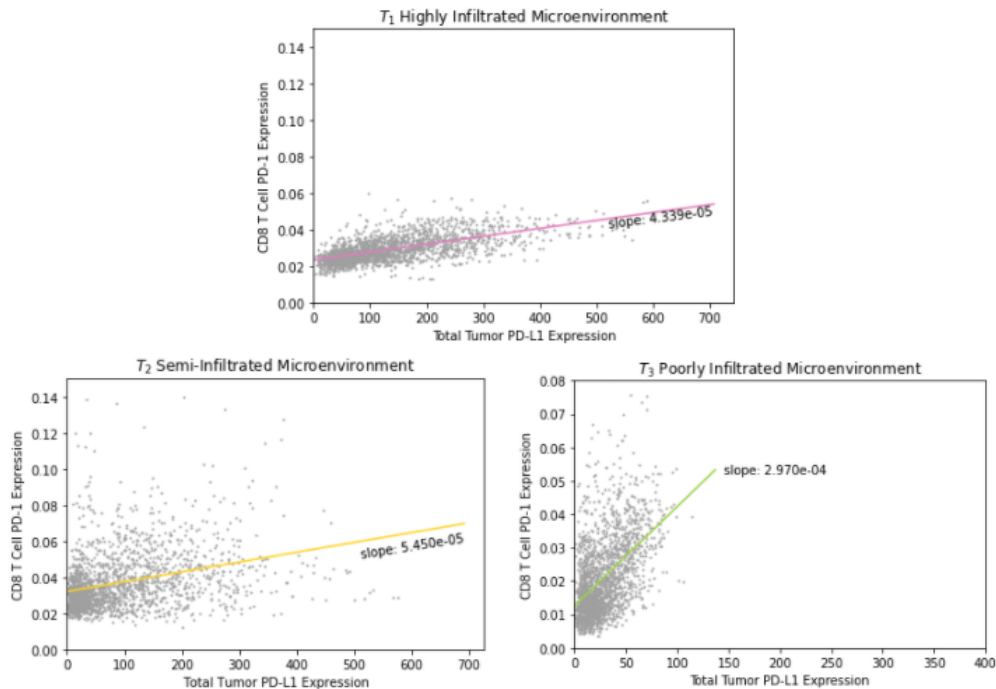 T₁ Highly Infiltrated Microenvironment
0.14
0.12
0.10
0.08
0.06
0.04
0.02
0.00
CD8 T Cell PD-1 Expression
slope: 4.339e-05
0 100 200 300 400 500 600 700
Total Tumor PD-L1 Expression
T₂ Semi-Infiltrated Microenvironment
0.14
0.12
0.10
0.08
0.06
0.04
0.02
0.00
CD8 T Cell PD-1 Expression
slope: 5.450e-05
0 100 200 300 400 500 600 700
Total Tumor PD-L1 Expression
T₃ Poorly Infiltrated Microenvironment
0.08
0.07
0.06
0.05
0.04
0.03
0.02
0.01
0.00
CD8 T Cell PD-1 Expression
slope: 2.970e-04
0 50 100 150 200 250 300 350 400
Total Tumor PD-L1 Expression